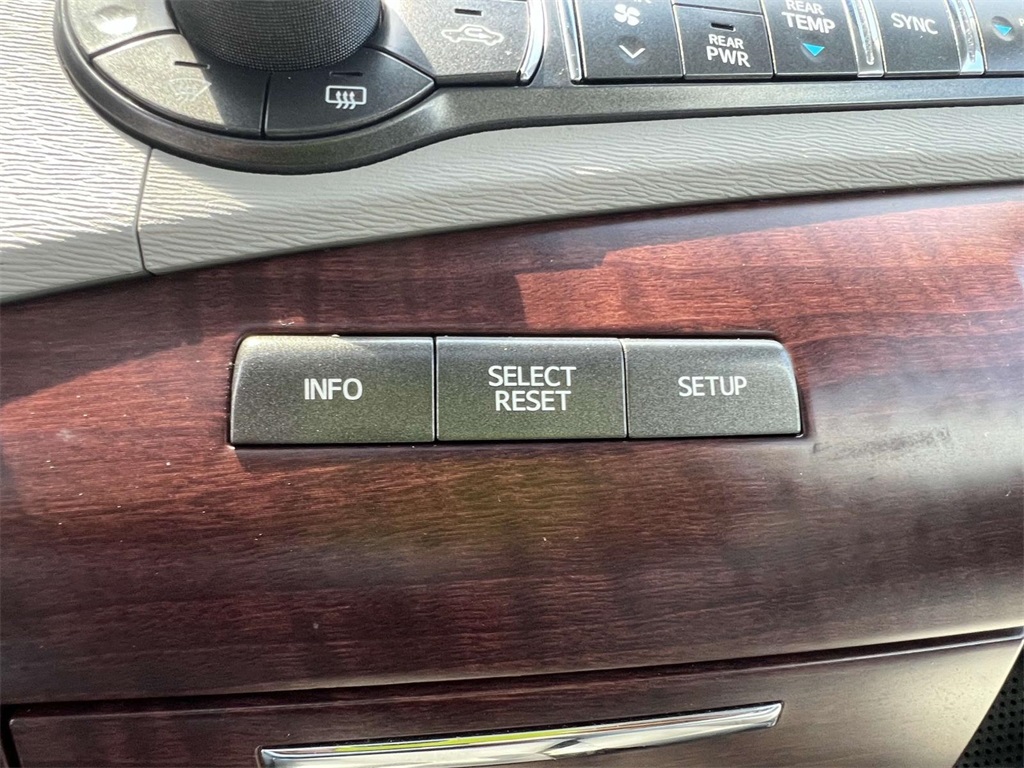 REAR
PWR
REAR
TEMP
SYNC
INFO
SELECT
RESET
SETUP